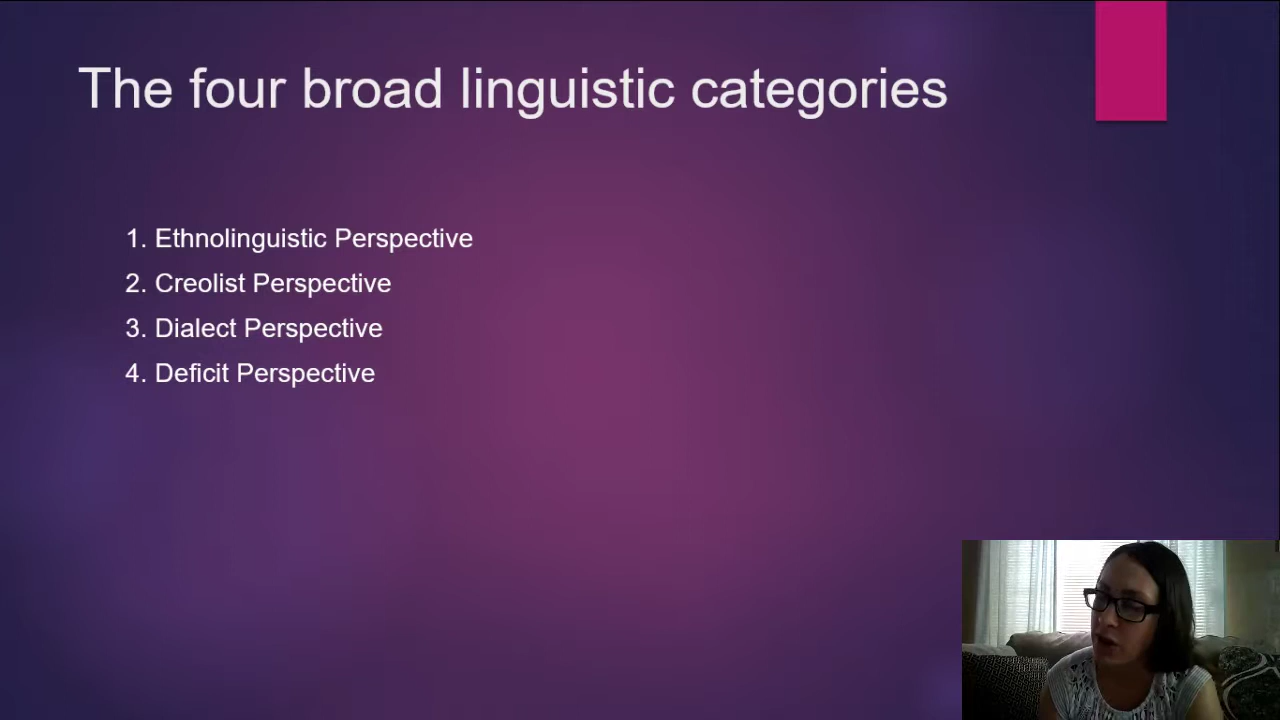 The four broad linguistic categories
1. Ethnolinguistic Perspective
2. Creolist Perspective
3. Dialect Perspective
4. Deficit Perspective